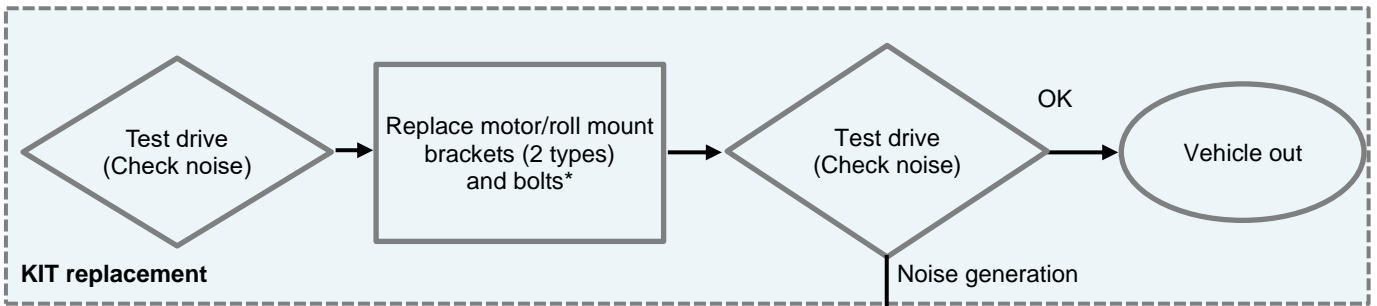 Test drive
(Check noise)
Replace motor/roll mount
brackets (2 types)
and bolts*
Test drive
(Check noise)
OK
Vehicle out
KIT replacement
Noise generation